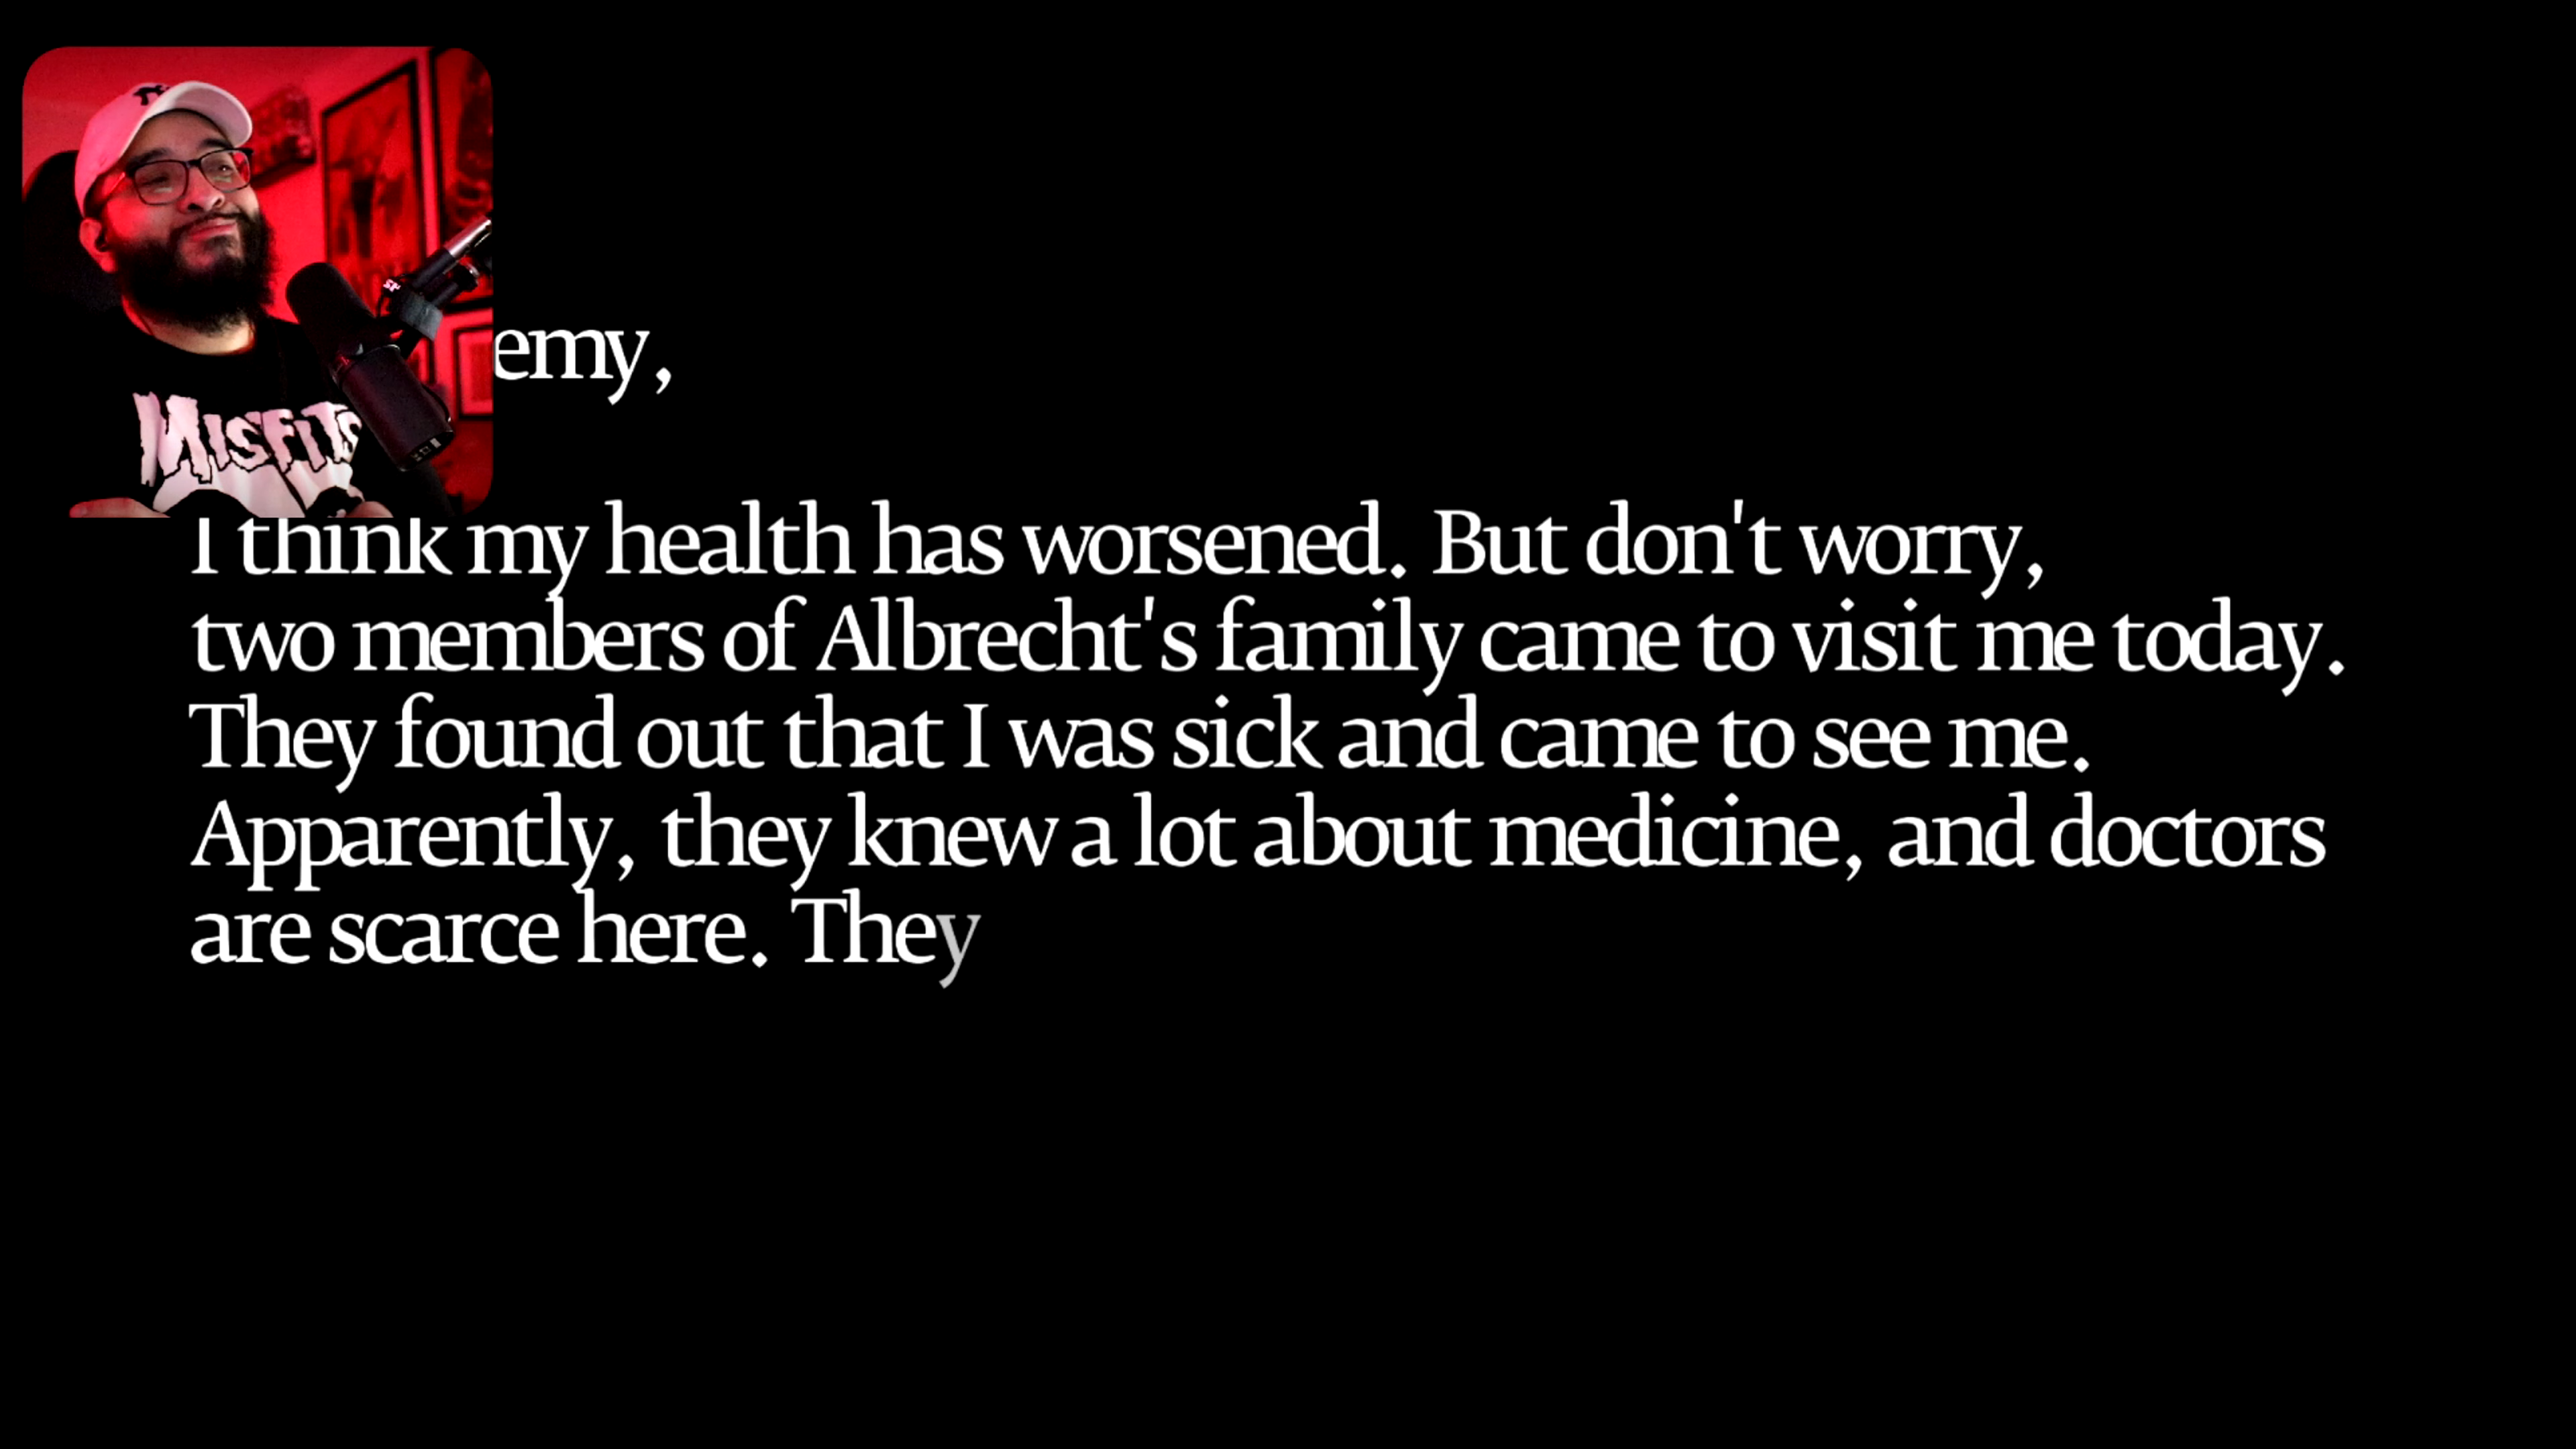 MISFITS
emy,
I think my health has worsened. But don't worry,
two members of Albrecht's family came to visit me today.
They found out that I was sick and came to see me.
Apparently, they knew a lot about medicine, and doctors
are scarce here. They